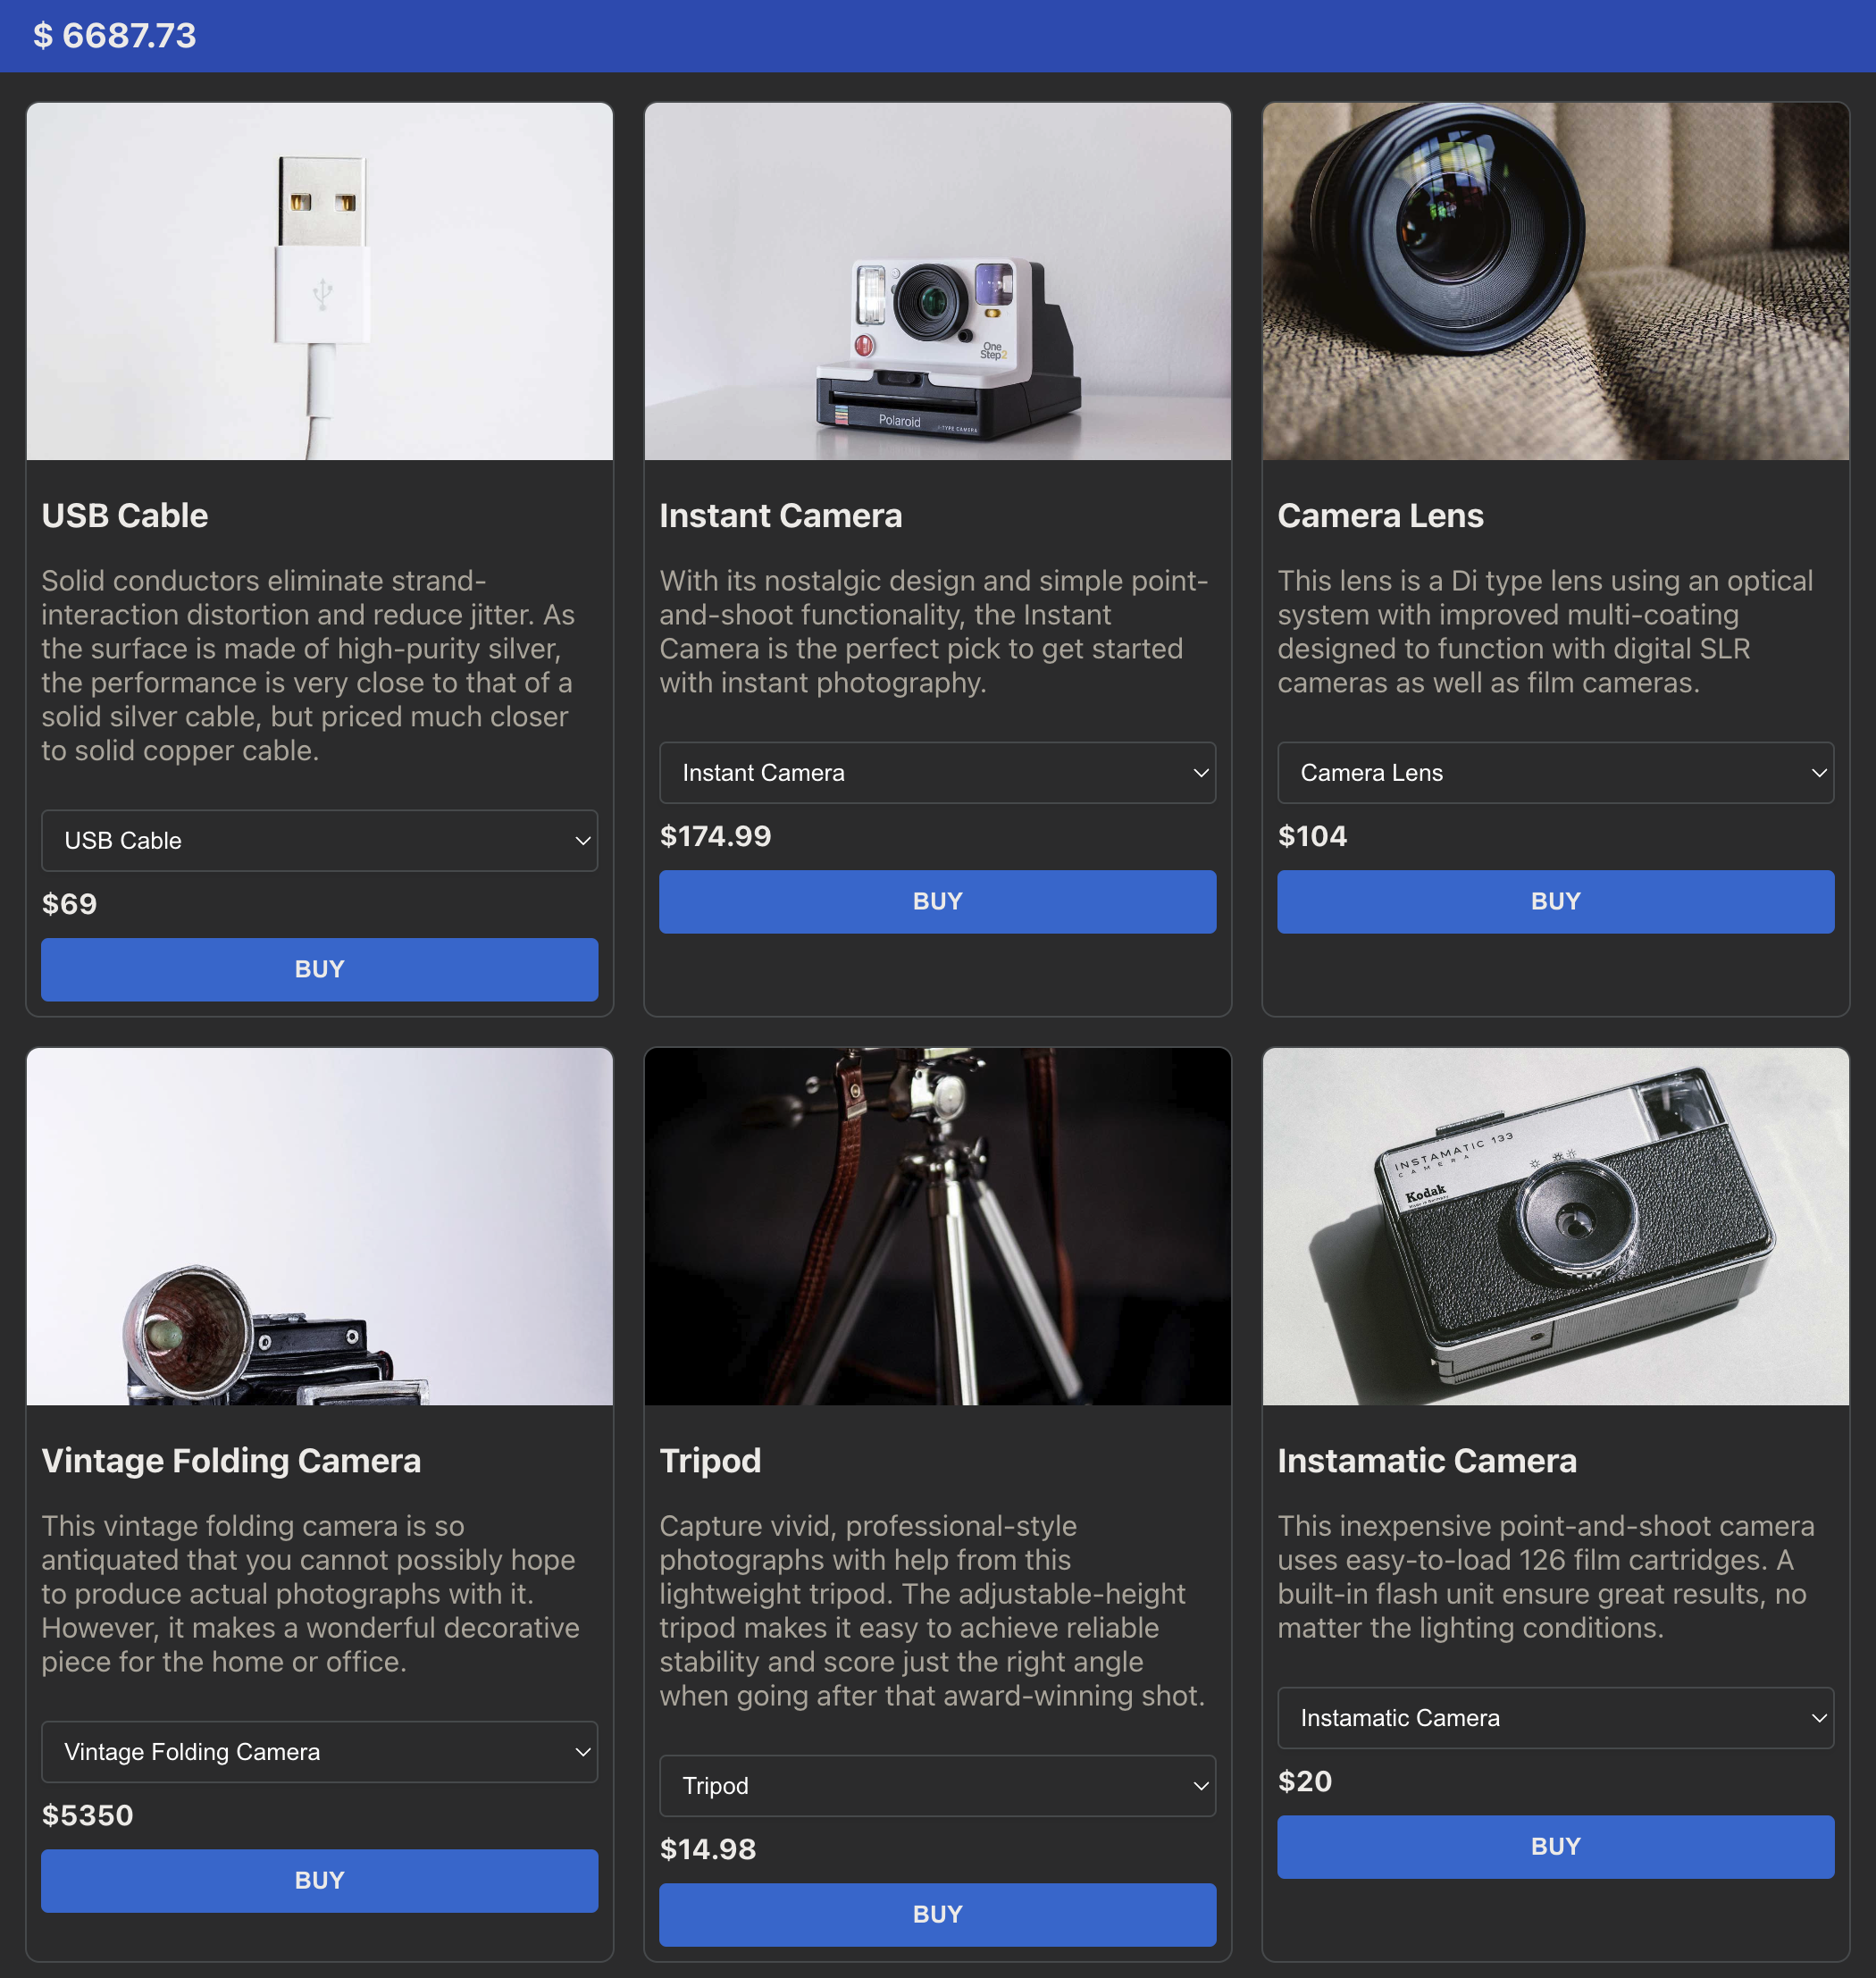 $ 6687.73
One
Step2
Polaroid
i-TYPE CAMERA
USB Cable
Solid conductors eliminate strand-
interaction distortion and reduce jitter. As
the surface is made of high-purity silver,
the performance is very close to that of a
solid silver cable, but priced much closer
to solid copper cable.
USB Cable
$69
BUY
Instant Camera
With its nostalgic design and simple point-
and-shoot functionality, the Instant
Camera is the perfect pick to get started
with instant photography.
Instant Camera
$174.99
BUY
Camera Lens
This lens is a Di type lens using an optical
system with improved multi-coating
designed to function with digital SLR
cameras as well as film cameras.
Camera Lens
$104
BUY
Vintage Folding Camera
This vintage folding camera is so
antiquated that you cannot possibly hope
to produce actual photographs with it.
However, it makes a wonderful decorative
piece for the home or office.
Vintage Folding Camera
$5350
BUY
Tripod
Capture vivid, professional-style
photographs with help from this
lightweight tripod. The adjustable-height
tripod makes it easy to achieve reliable
stability and score just the right angle
when going after that award-winning shot.
Tripod
$14.98
BUY
INSTAMATIC 133
CAMERA
Kodak
Made in Germany
Instamatic Camera
This inexpensive point-and-shoot camera
uses easy-to-load 126 film cartridges. A
built-in flash unit ensure great results, no
matter the lighting conditions.
Instamatic Camera
$20
BUY